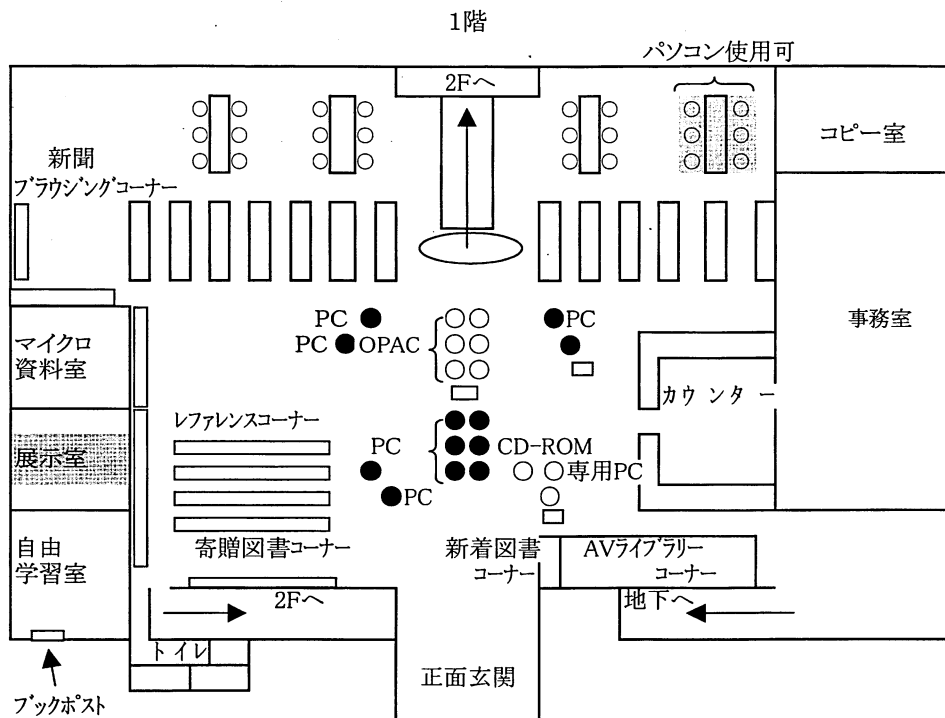 1階
パソコン使用可
2Fへ
コピー室
新聞
ブラウジングコーナー
PC
PC
OPAC
PC
事務室
マイクロ
資料室
カウンター
レファレンスコーナー
展示室
PC
CD-ROM
専用PC
PC
自由
学習室
寄贈図書コーナー
新着図書
コーナー
AVライブラリー
コーナー
2Fへ
地下へ
トイレ
正面玄関
ブックポスト